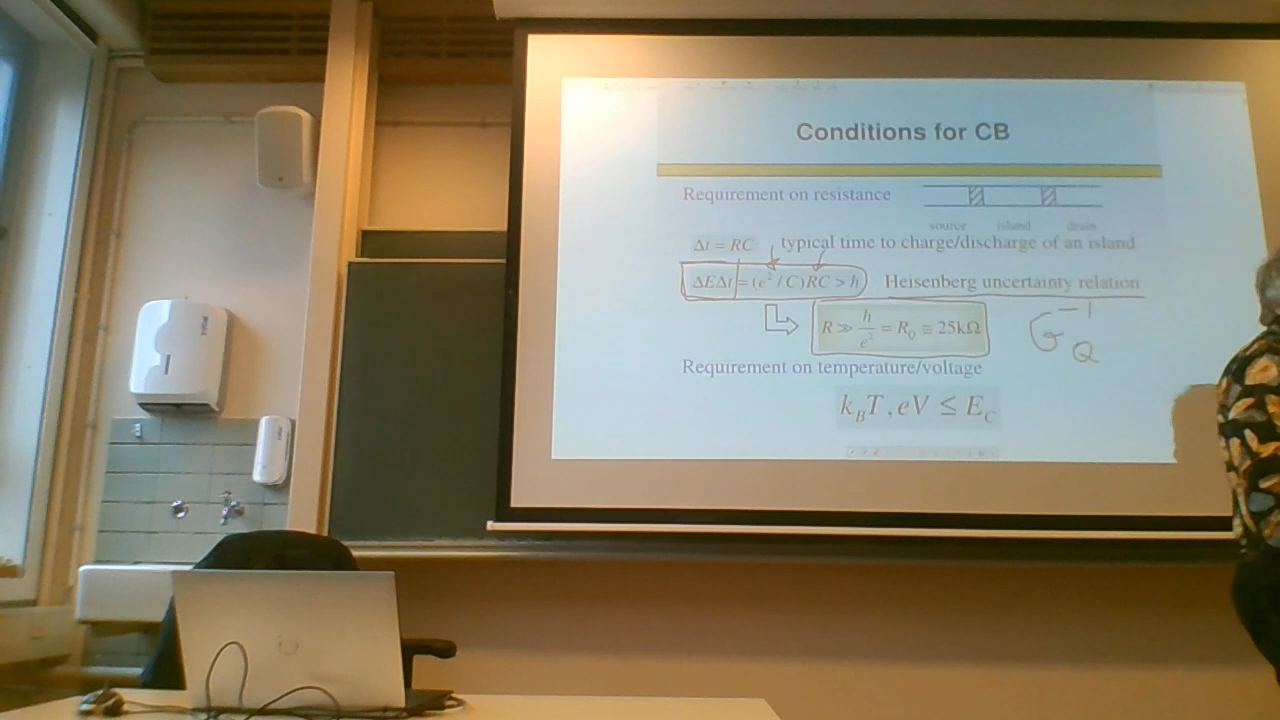 Conditions for CB
Requirement on resistance
source island drain
Δt = RC typical time to charge/discharge of an island
ΔEΔt = (e² / C)RC > h Heisenberg uncertainty relation
R ≫ h/e² = R_Q ≅ 25kΩ G_Q⁻¹
Requirement on temperature/voltage
k_B T, eV ≤ E_C